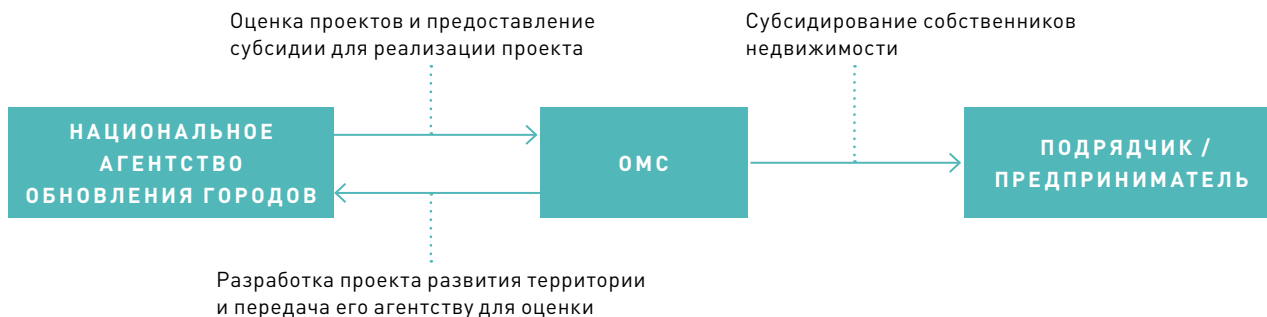 Оценка проектов и предоставление
субсидии для реализации проекта
Субсидирование собственников
недвижимости
НАЦИОНАЛЬНОЕ
АГЕНТСТВО
ОБНОВЛЕНИЯ ГОРОДОВ
ОМС
ПОДРЯДЧИК /
ПРЕДПРИНИМАТЕЛЬ
Разработка проекта развития территории
и передача его агентству для оценки